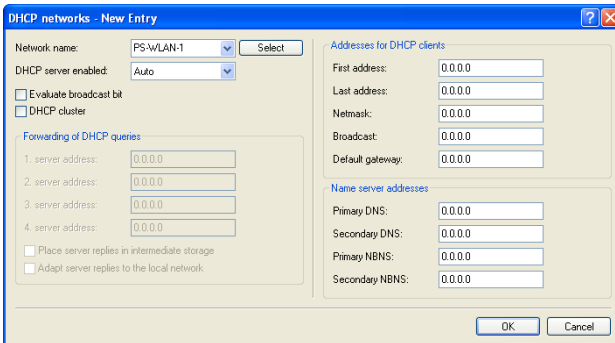 DHCP networks - New Entry
Network name:
PS-WLAN-1
Select
DHCP server enabled:
Auto
Evaluate broadcast bit
DHCP cluster
Forwarding of DHCP queries
1. server address:
0.0.0.0
2. server address:
0.0.0.0
3. server address:
0.0.0.0
4. server address:
0.0.0.0
Place server replies in intermediate storage
Adapt server replies to the local network
Addresses for DHCP clients
First address:
0.0.0.0
Last address:
0.0.0.0
Netmask:
0.0.0.0
Broadcast:
0.0.0.0
Default gateway:
0.0.0.0
Name server addresses
Primary DNS:
0.0.0.0
Secondary DNS:
0.0.0.0
Primary NBNS:
0.0.0.0
Secondary NBNS:
0.0.0.0
OK
Cancel